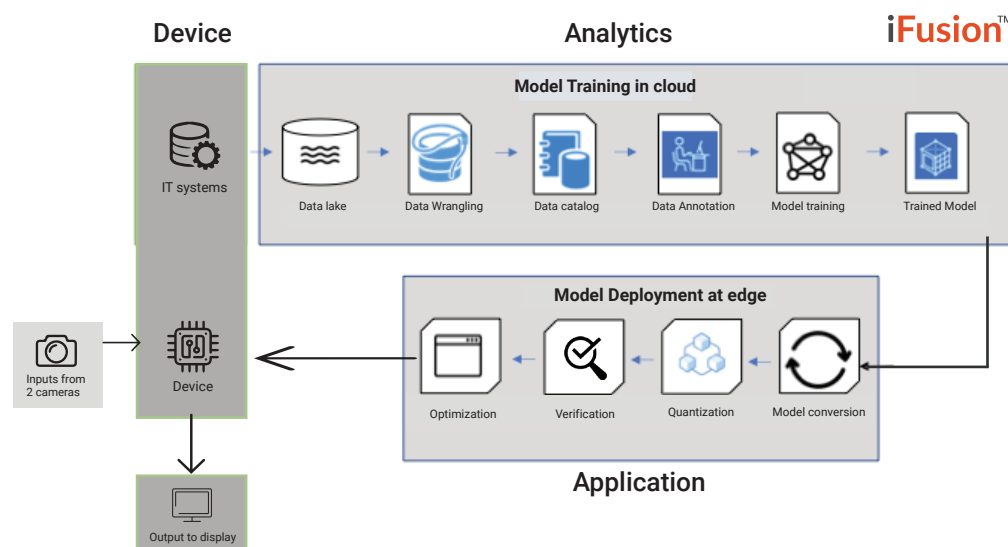 Device
Analytics
iFusion™
Model Training in cloud
IT systems
Data lake
Data Wrangling
Data catalog
Data Annotation
Model training
Trained Model
Model Deployment at edge
Inputs from
2 cameras
Device
Optimization
Verification
Quantization
Model conversion
Application
Output to display